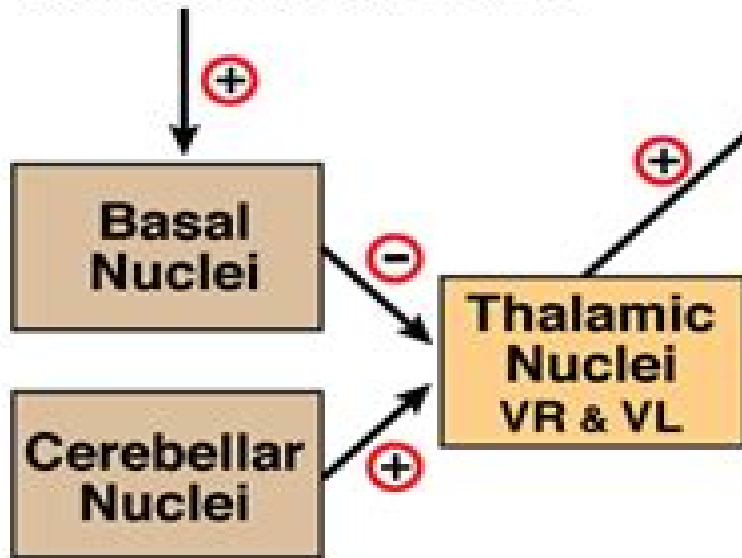 +
Basal
Nuclei
−
+
Thalamic
Nuclei
VR & VL
Cerebellar
Nuclei
+